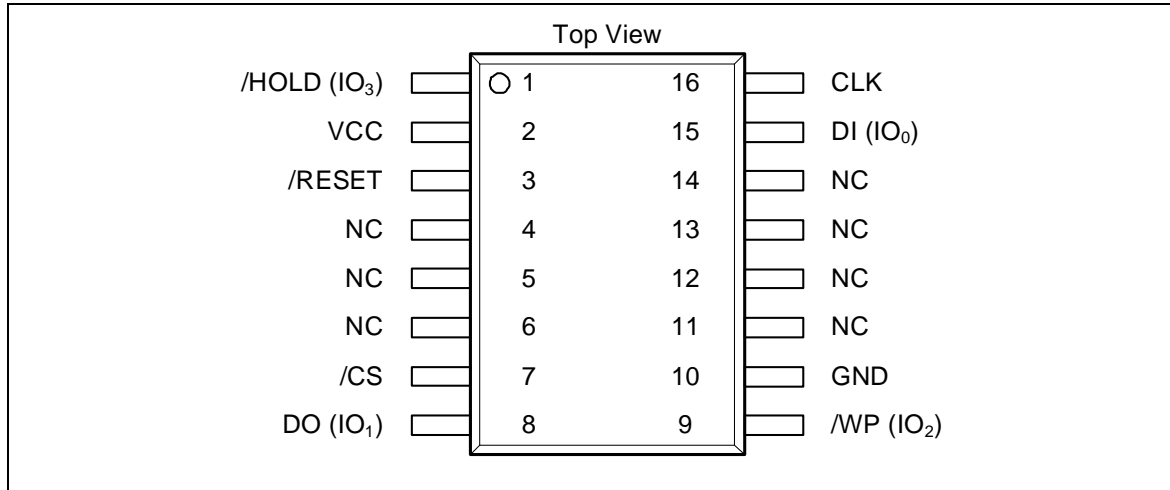 Top View
/HOLD (IO₃) 1 16 CLK
VCC 2 15 DI (IO₀)
/RESET 3 14 NC
NC 4 13 NC
NC 5 12 NC
NC 6 11 NC
/CS 7 10 GND
DO (IO₁) 8 9 /WP (IO₂)